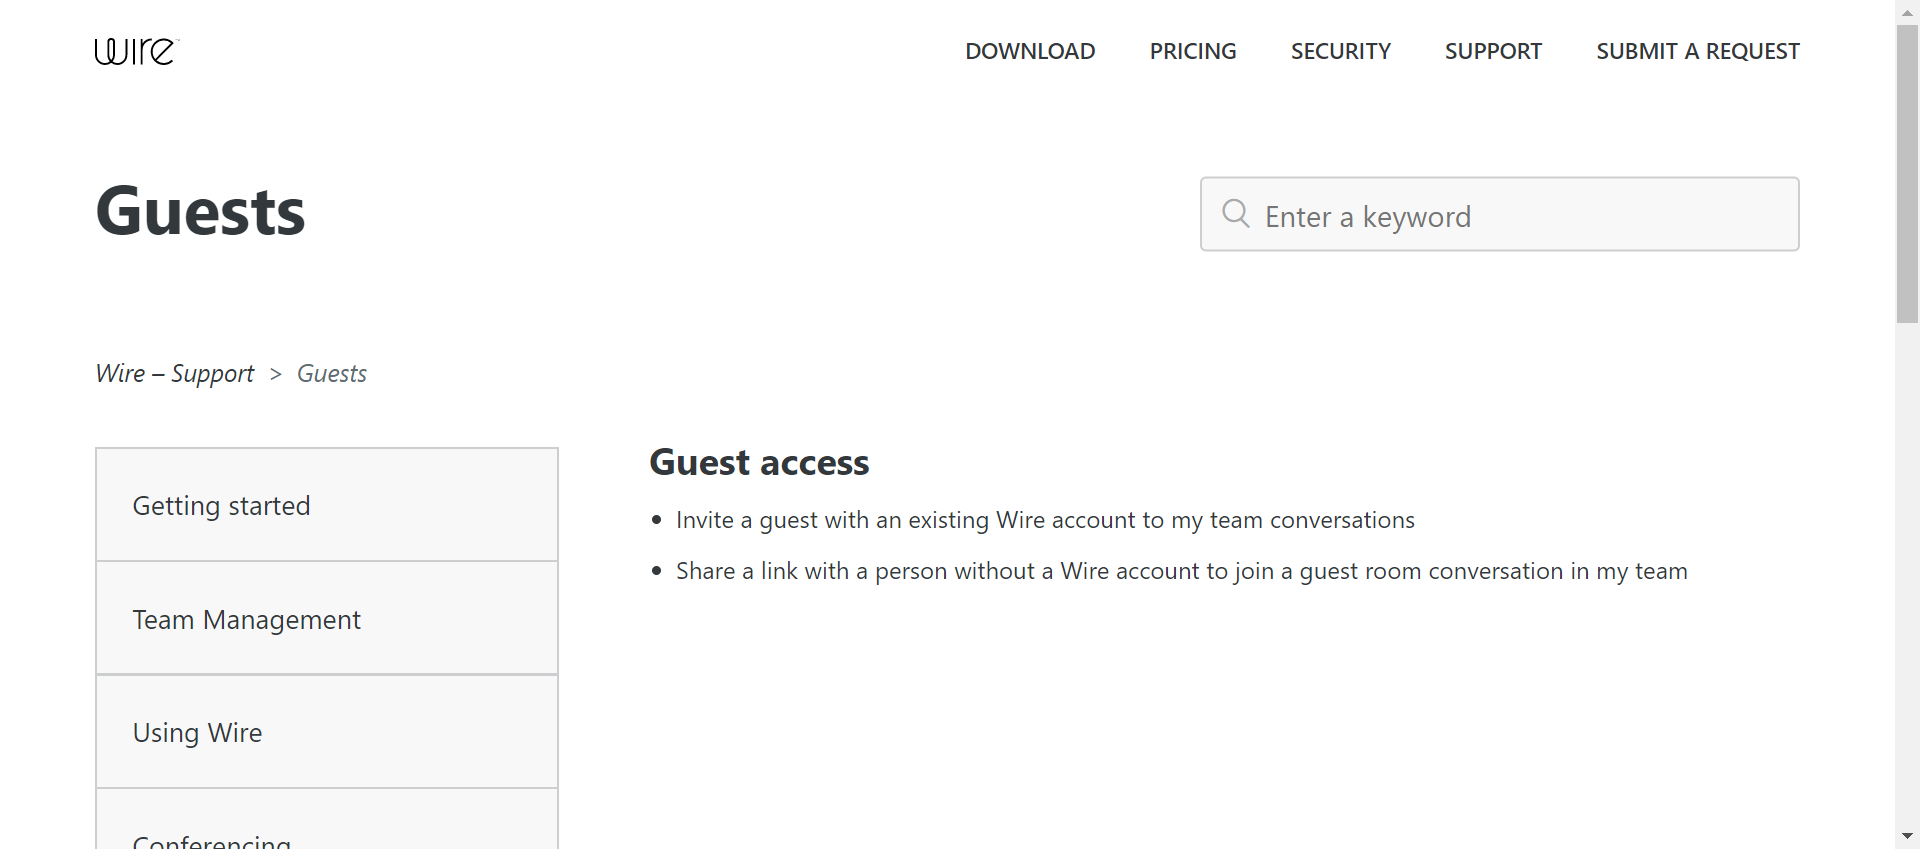 wire
DOWNLOAD PRICING SECURITY SUPPORT SUBMIT A REQUEST
Guests
Enter a keyword
Wire – Support > Guests
Getting started
Team Management
Using Wire
Conferencing
Guest access
• Invite a guest with an existing Wire account to my team conversations
• Share a link with a person without a Wire account to join a guest room conversation in my team